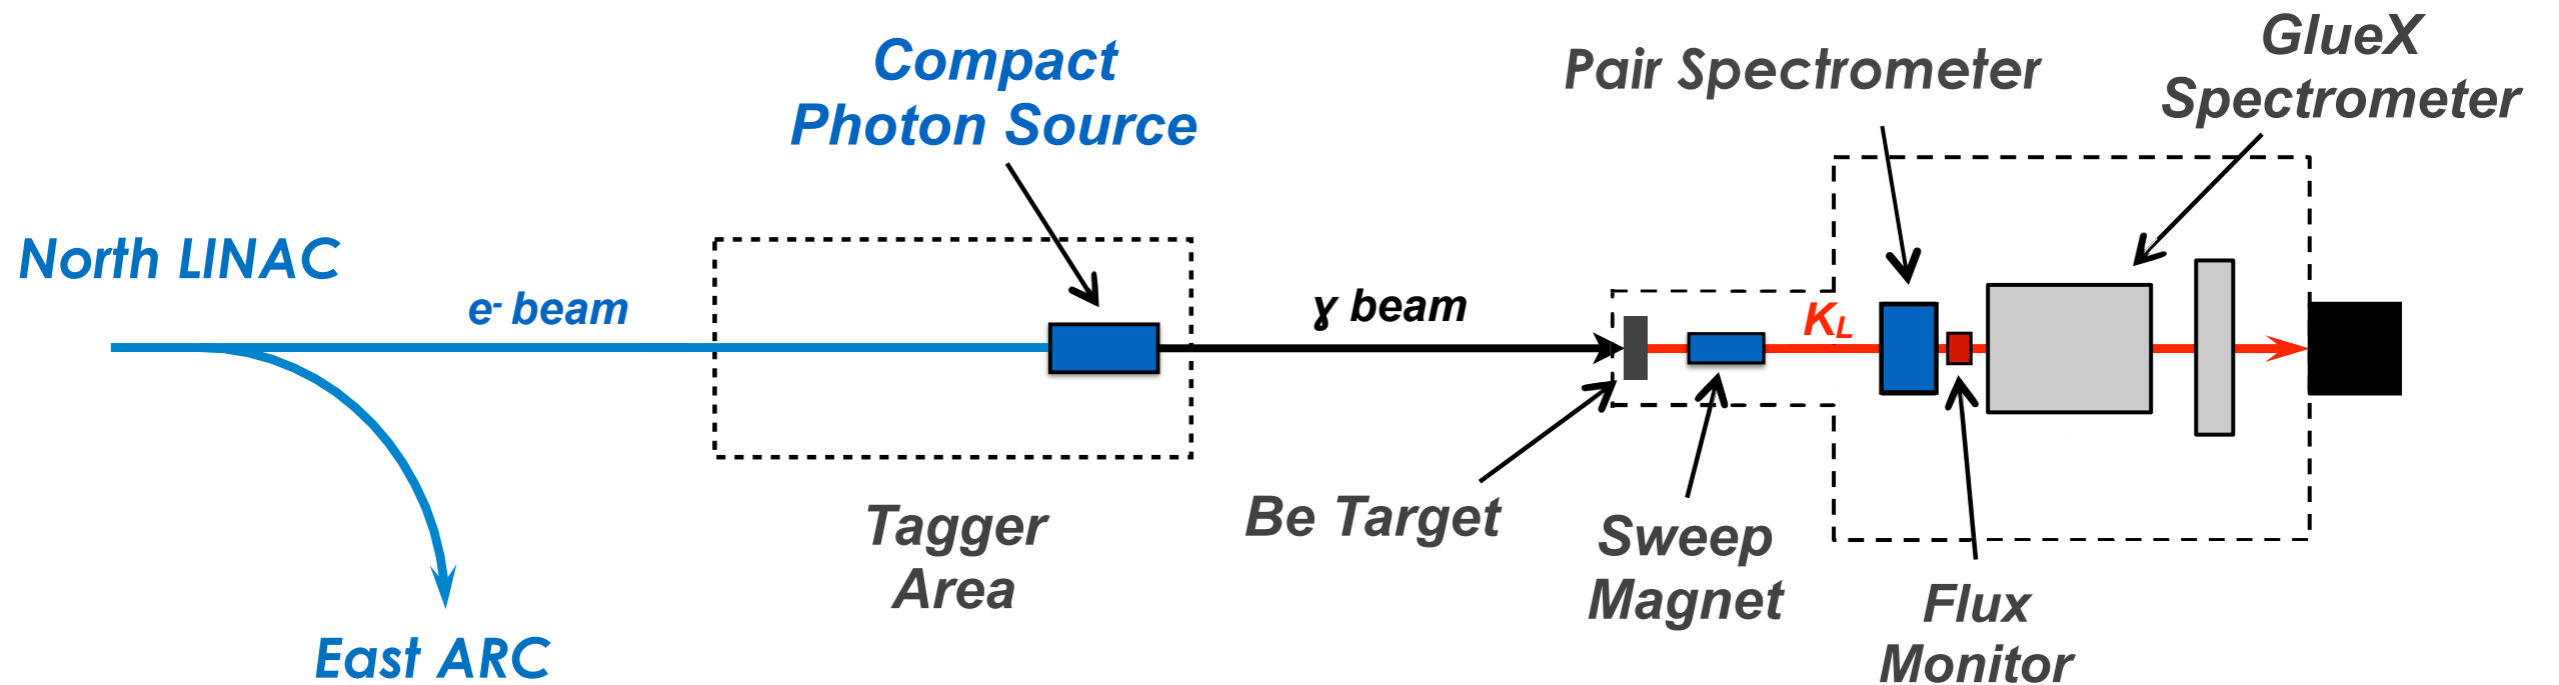 Compact
Photon Source
Pair Spectrometer
GlueX
Spectrometer
North LINAC
e- beam
ɣ beam
KL
Tagger
Area
Be Target
Sweep
Magnet
Flux
Monitor
East ARC